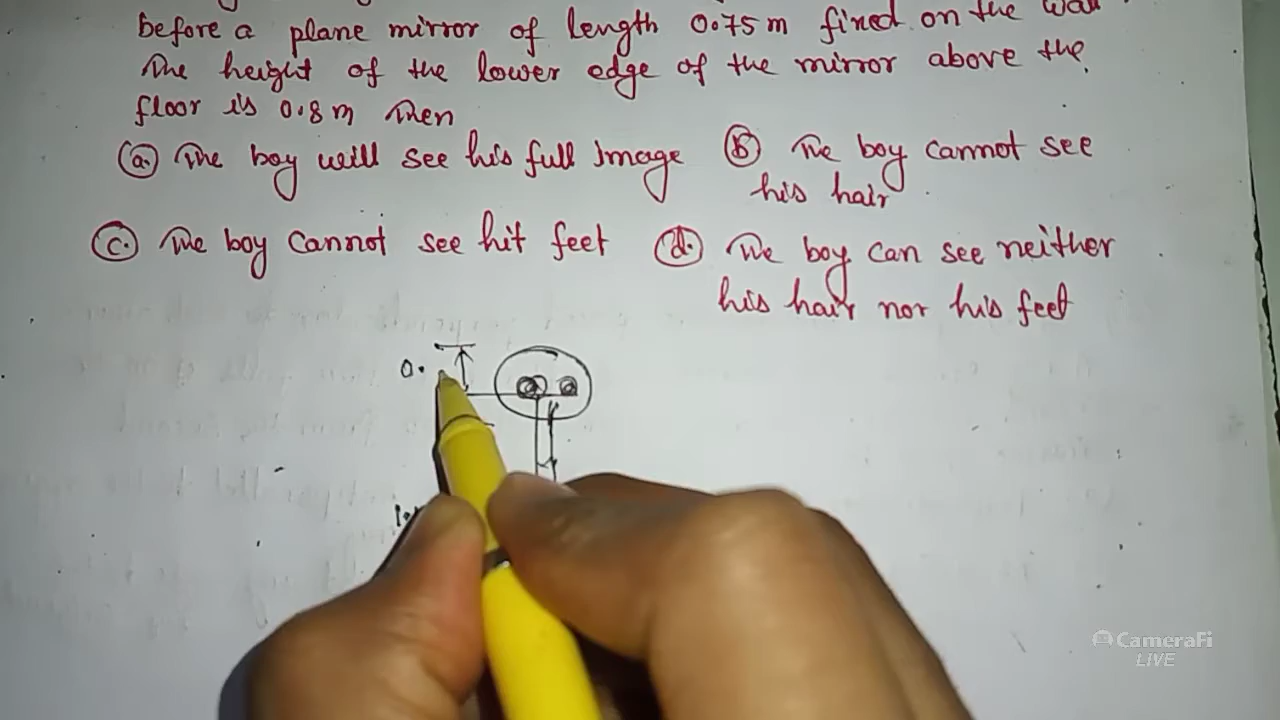 before a plane mirror of length 0.75 m fixed on the wall
The height of the lower edge of the mirror above the
floor is 0.8 m Then
(a) The boy will see his full Image (b) The boy cannot see
his hair
(c.) The boy cannot see hit feet (d.) The boy can see neither
his hair nor his feet
0.
CameraFi
LIVE